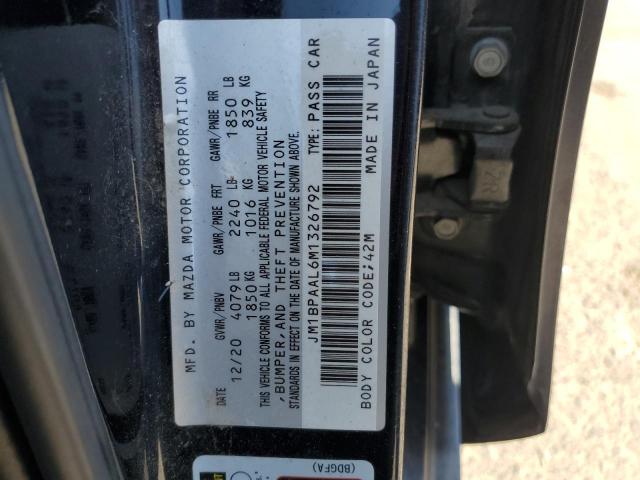 MFD. BY MAZDA MOTOR CORPORATION
DATE GVWR/PNBV GAWR/PNBE FRT GAWR/PNBE RR
12/20 4079 LB 2240 LB 1850 LB
1850 KG 1016 KG 839 KG
THIS VEHICLE CONFORMS TO ALL APPLICABLE FEDERAL MOTOR VEHICLE SAFETY
,BUMPER,AND THEFT PREVENTION
STANDARDS IN EFFECT ON THE DATE OF MANUFACTURE SHOWN ABOVE.
JM1BPAAL6M1326792 TYPE: PASS CAR
BODY COLOR CODE;42M MADE IN JAPAN
(BDGFA)